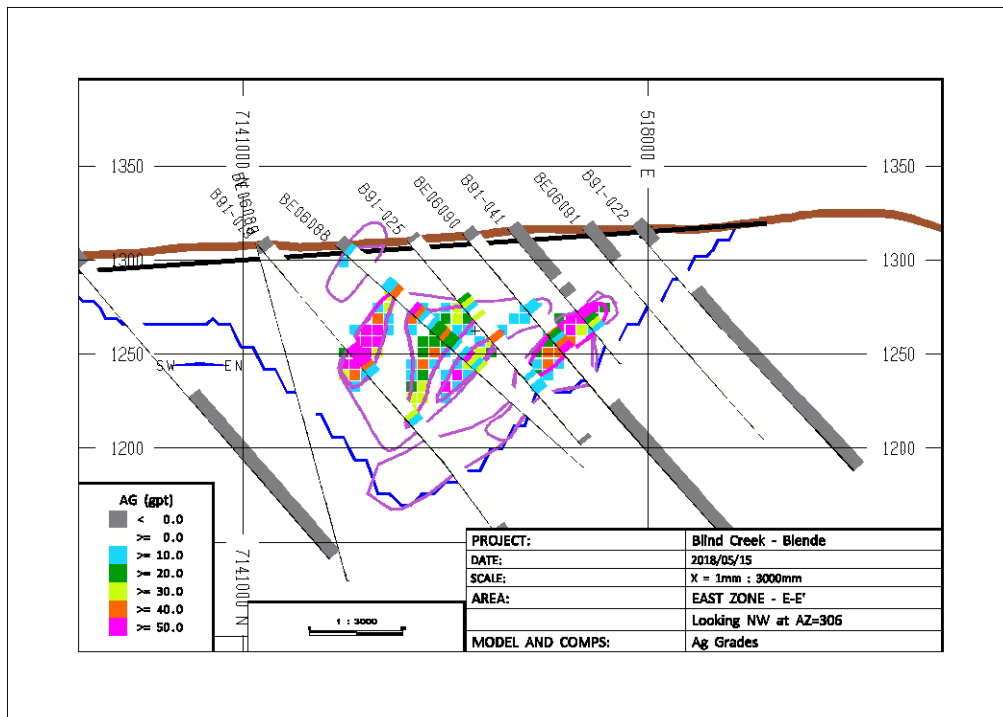 7141000 N
518000 E
1350
1350
B91-022
BE06091
B91-041
BE06090
B91-025
BE06088
1300
1300
SW
EN
1250
1250
1200
1200
7141000 N
AG (gpt)
< 0.0
>= 0.0
>= 10.0
>= 20.0
>= 30.0
>= 40.0
>= 50.0
1 : 3000
PROJECT: Blind Creek - Blende
DATE: 2018/05/15
SCALE: X = 1mm : 3000mm
AREA: EAST ZONE - E-E'
Looking NW at AZ=306
MODEL AND COMPS: Ag Grades